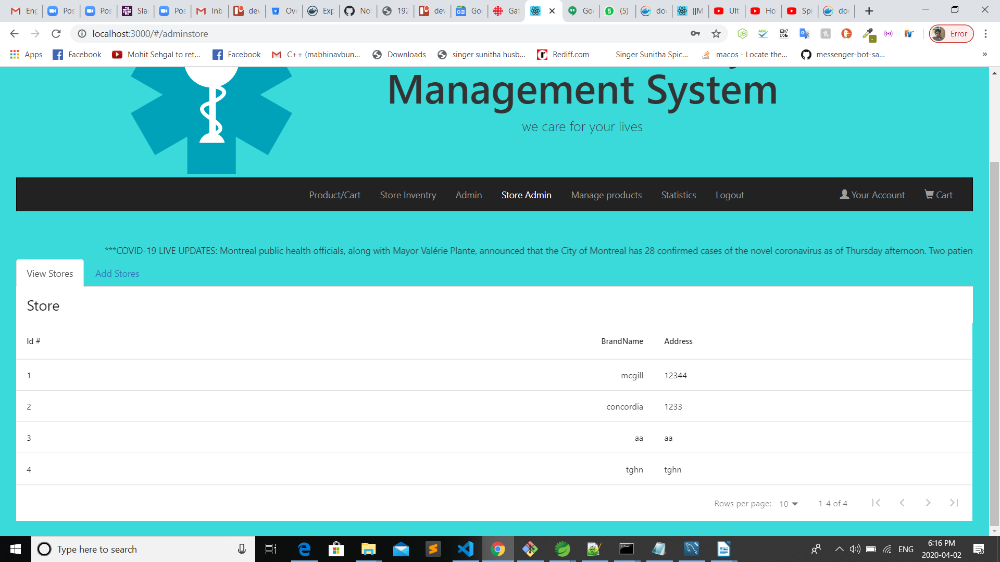 Eng Pos Pos Slac Pos Inb dev Ove Exp No 192 dev Goo Gat Goo (5) doc ||M Ult Ho Spi doc
localhost:3000/#/adminstore
Error
Apps Facebook Mohit Sehgal to ret... Facebook C++ (mabhinavbun... Downloads singer sunitha husb... Rediff.com Singer Sunitha Spic... macos - Locate the... messenger-bot-sa... »
Management System
we care for your lives
Product/Cart Store Inventry Admin Store Admin Manage products Statistics Logout Your Account Cart
***COVID-19 LIVE UPDATES: Montreal public health officials, along with Mayor Valérie Plante, announced that the City of Montreal has 28 confirmed cases of the novel coronavirus as of Thursday afternoon. Two patien
View Stores Add Stores
Store
Id # BrandName Address
1 mcgill 12344
2 concordia 1233
3 aa aa
4 tghn tghn
Rows per page: 10 1-4 of 4
Type here to search
ENG
6:16 PM
2020-04-02